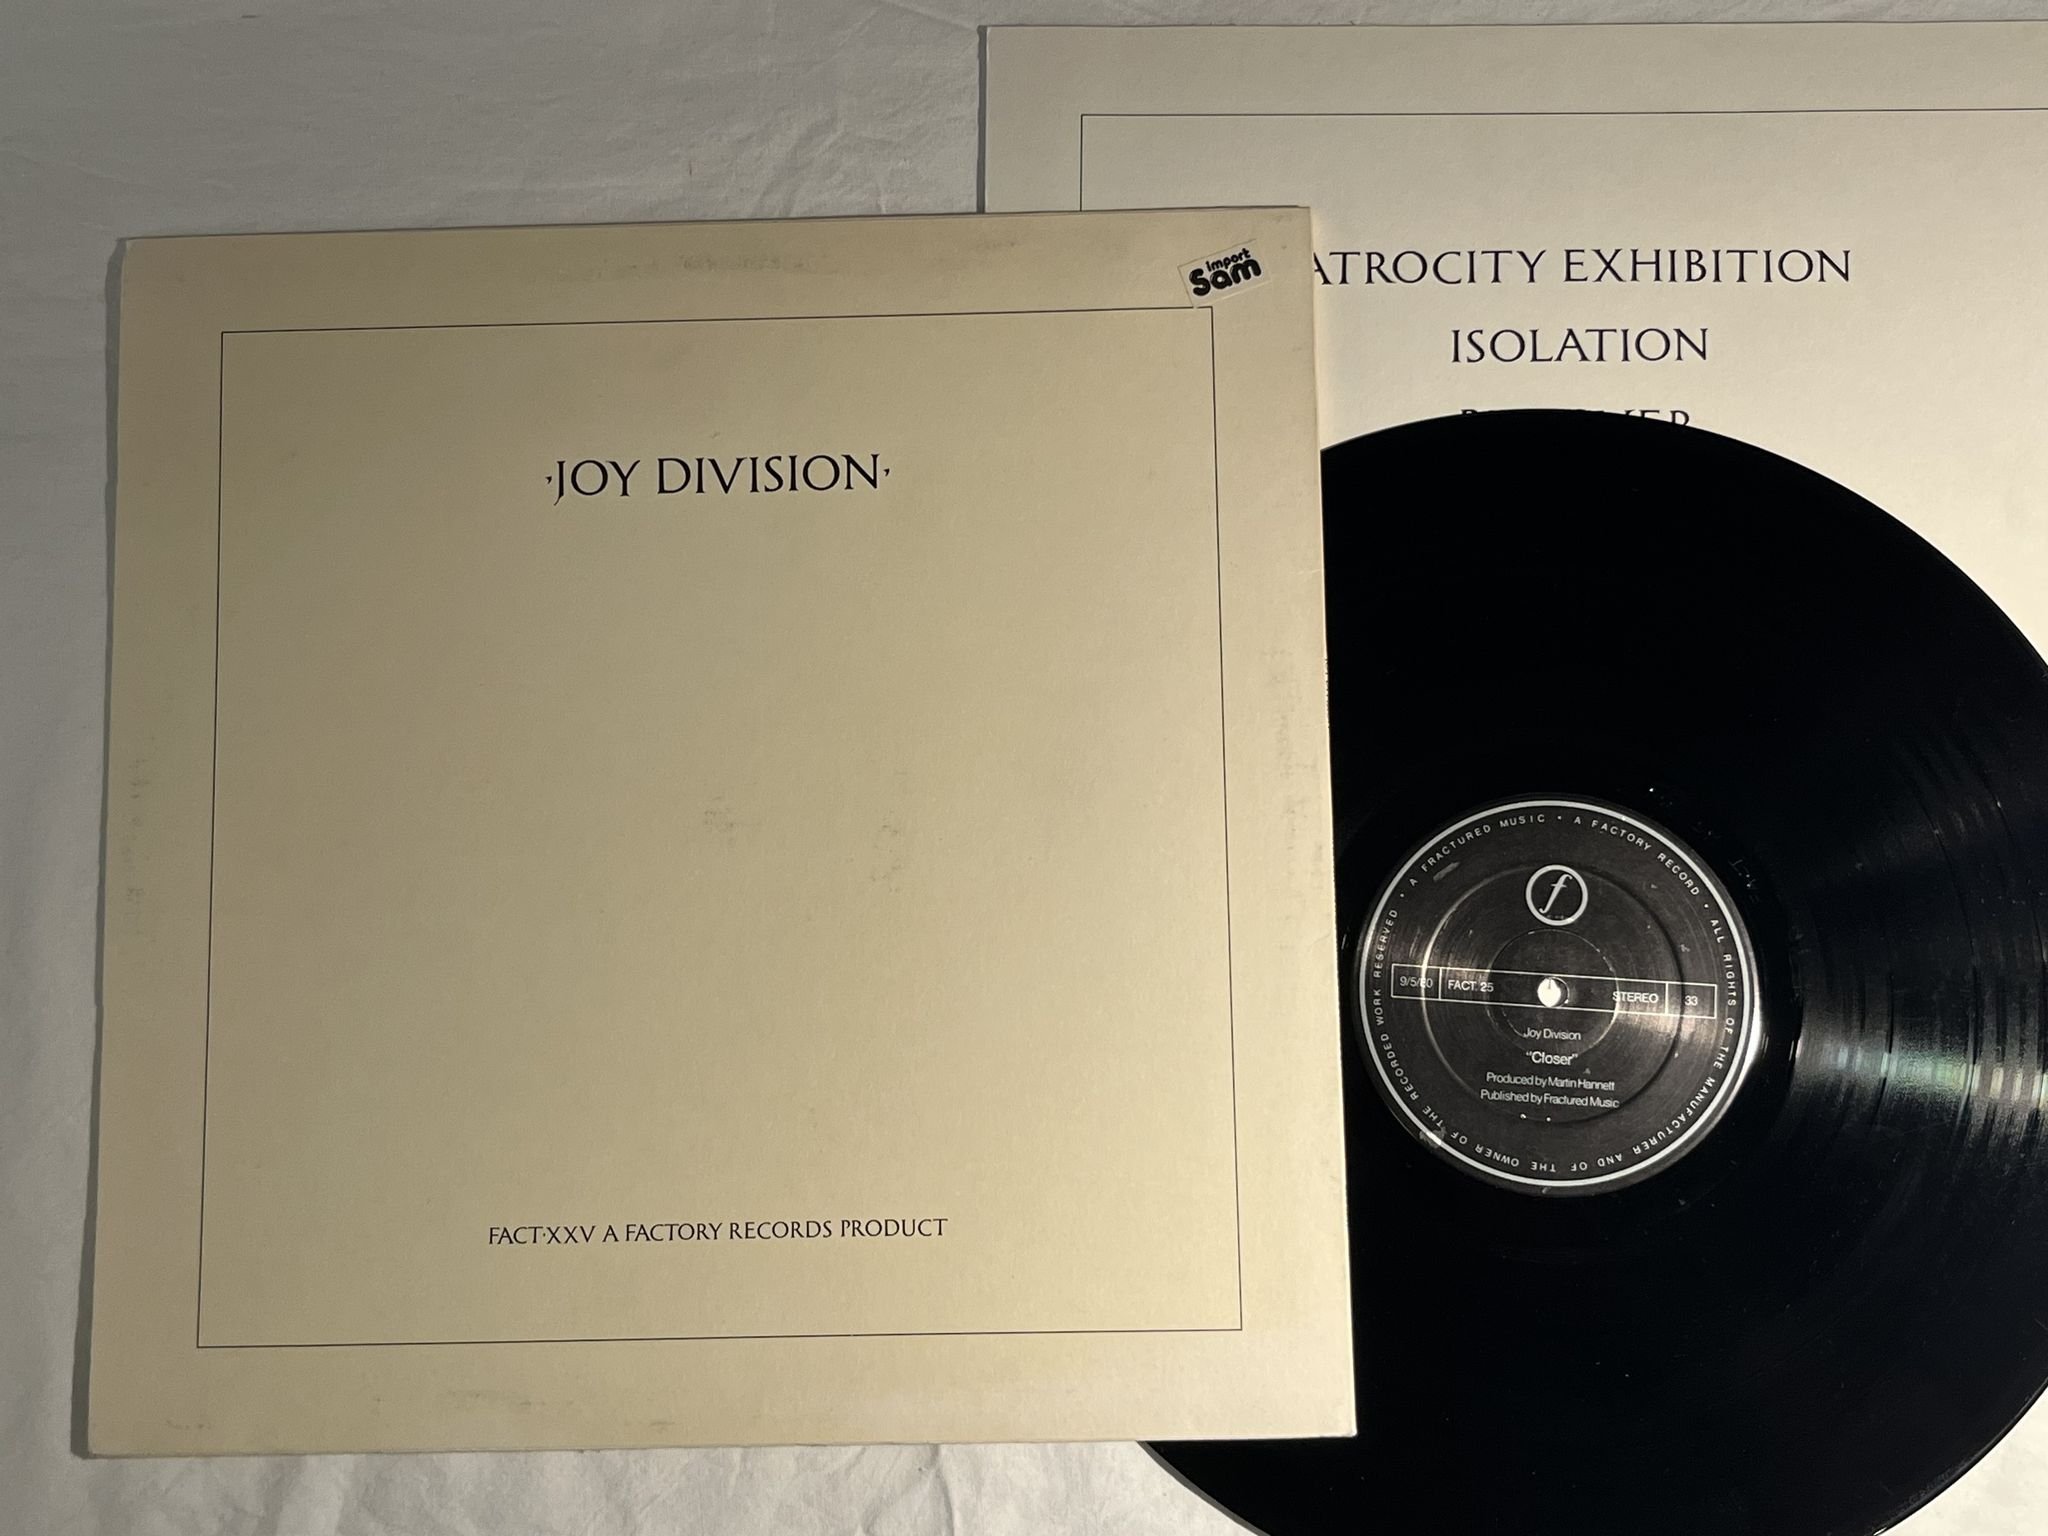 import
Sam
·JOY DIVISION·
FACT·XXV A FACTORY RECORDS PRODUCT
ATROCITY EXHIBITION
ISOLATION
A FRACTURED MUSIC · A FACTORY RECORD · ALL RIGHTS OF THE MANUFACTURER AND OF THE OWNER OF THE RECORDED WORK RESERVED ·
f
9/5/80 FACT. 25 STEREO 33
Joy Division
"Closer"
Produced by Martin Hannett
Published by Fractured Music